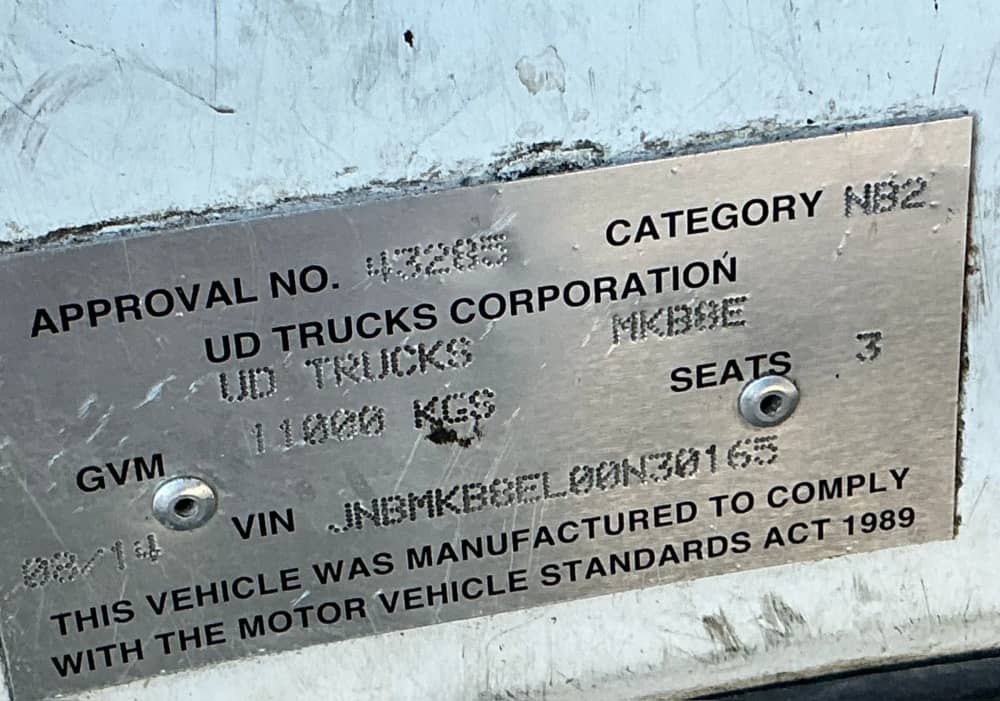 APPROVAL NO. 43285 CATEGORY NB2
UD TRUCKS CORPORATION
UD TRUCKS MKB8E
GVM 11000 KGS SEATS 3
VIN JNBMKB8EL00N30165
08/14
THIS VEHICLE WAS MANUFACTURED TO COMPLY
WITH THE MOTOR VEHICLE STANDARDS ACT 1989